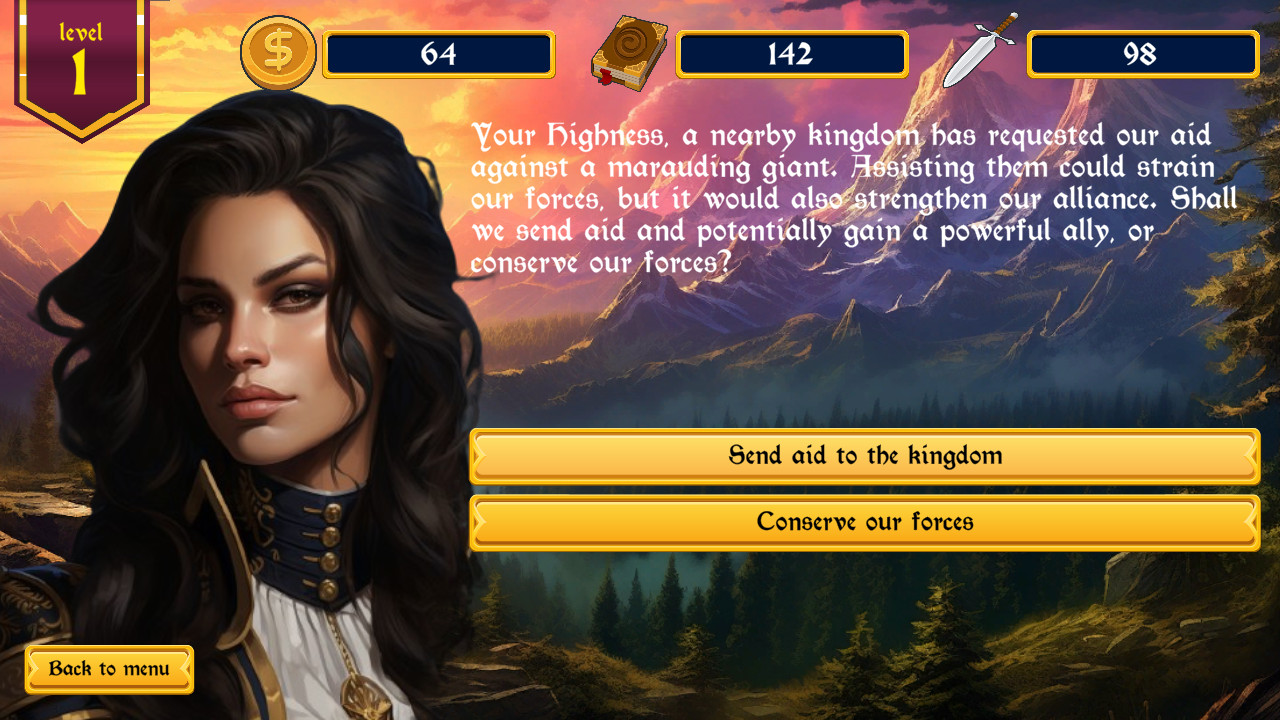 level
1
64
142
98
Your Highness, a nearby kingdom has requested our aid
against a marauding giant. Assisting them could strain
our forces, but it would also strengthen our alliance. Shall
we send aid and potentially gain a powerful ally, or
conserve our forces?
Send aid to the kingdom
Conserve our forces
Back to menu